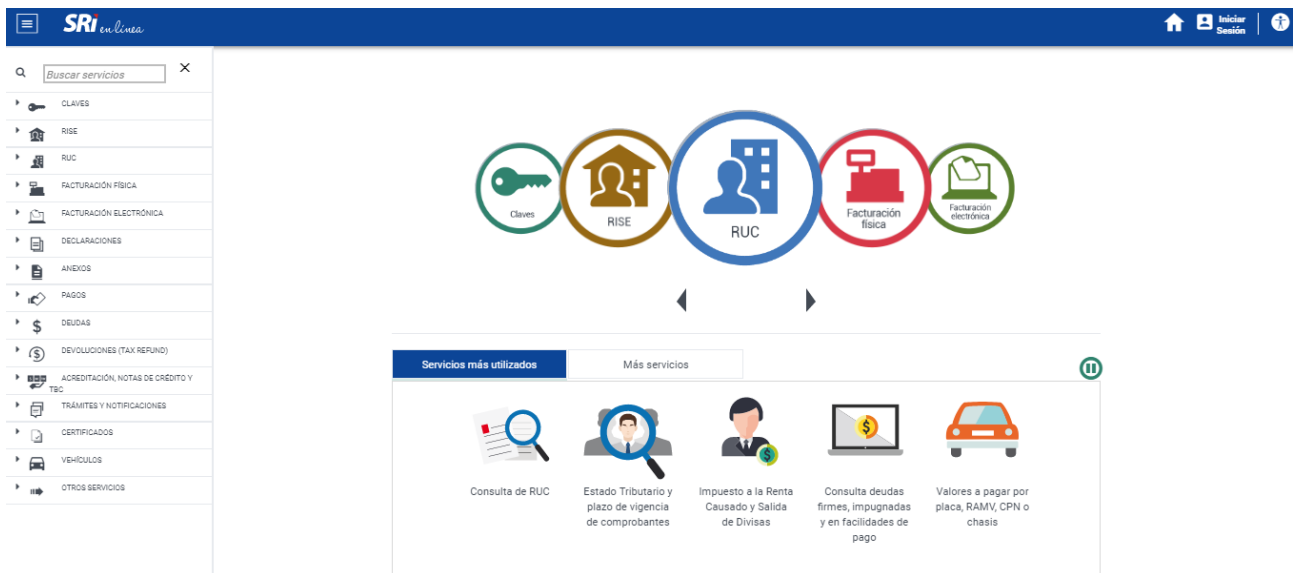 SRi en línea
Iniciar
Sesión
Buscar servicios
CLAVES
RISE
RUC
FACTURACIÓN FÍSICA
FACTURACIÓN ELECTRÓNICA
DECLARACIONES
ANEXOS
PAGOS
DEUDAS
DEVOLUCIONES (TAX REFUND)
ACREDITACIÓN, NOTAS DE CRÉDITO Y
TBC
TRÁMITES Y NOTIFICACIONES
CERTIFICADOS
VEHÍCULOS
OTROS SERVICIOS
Claves
RISE
RUC
Facturación
física
Facturación
electrónica
Servicios más utilizados
Más servicios
Consulta de RUC
Estado Tributario y
plazo de vigencia
de comprobantes
Impuesto a la Renta
Causado y Salida
de Divisas
Consulta deudas
firmes, impugnadas
y en facilidades de
pago
Valores a pagar por
placa, RAMV, CPN o
chasis